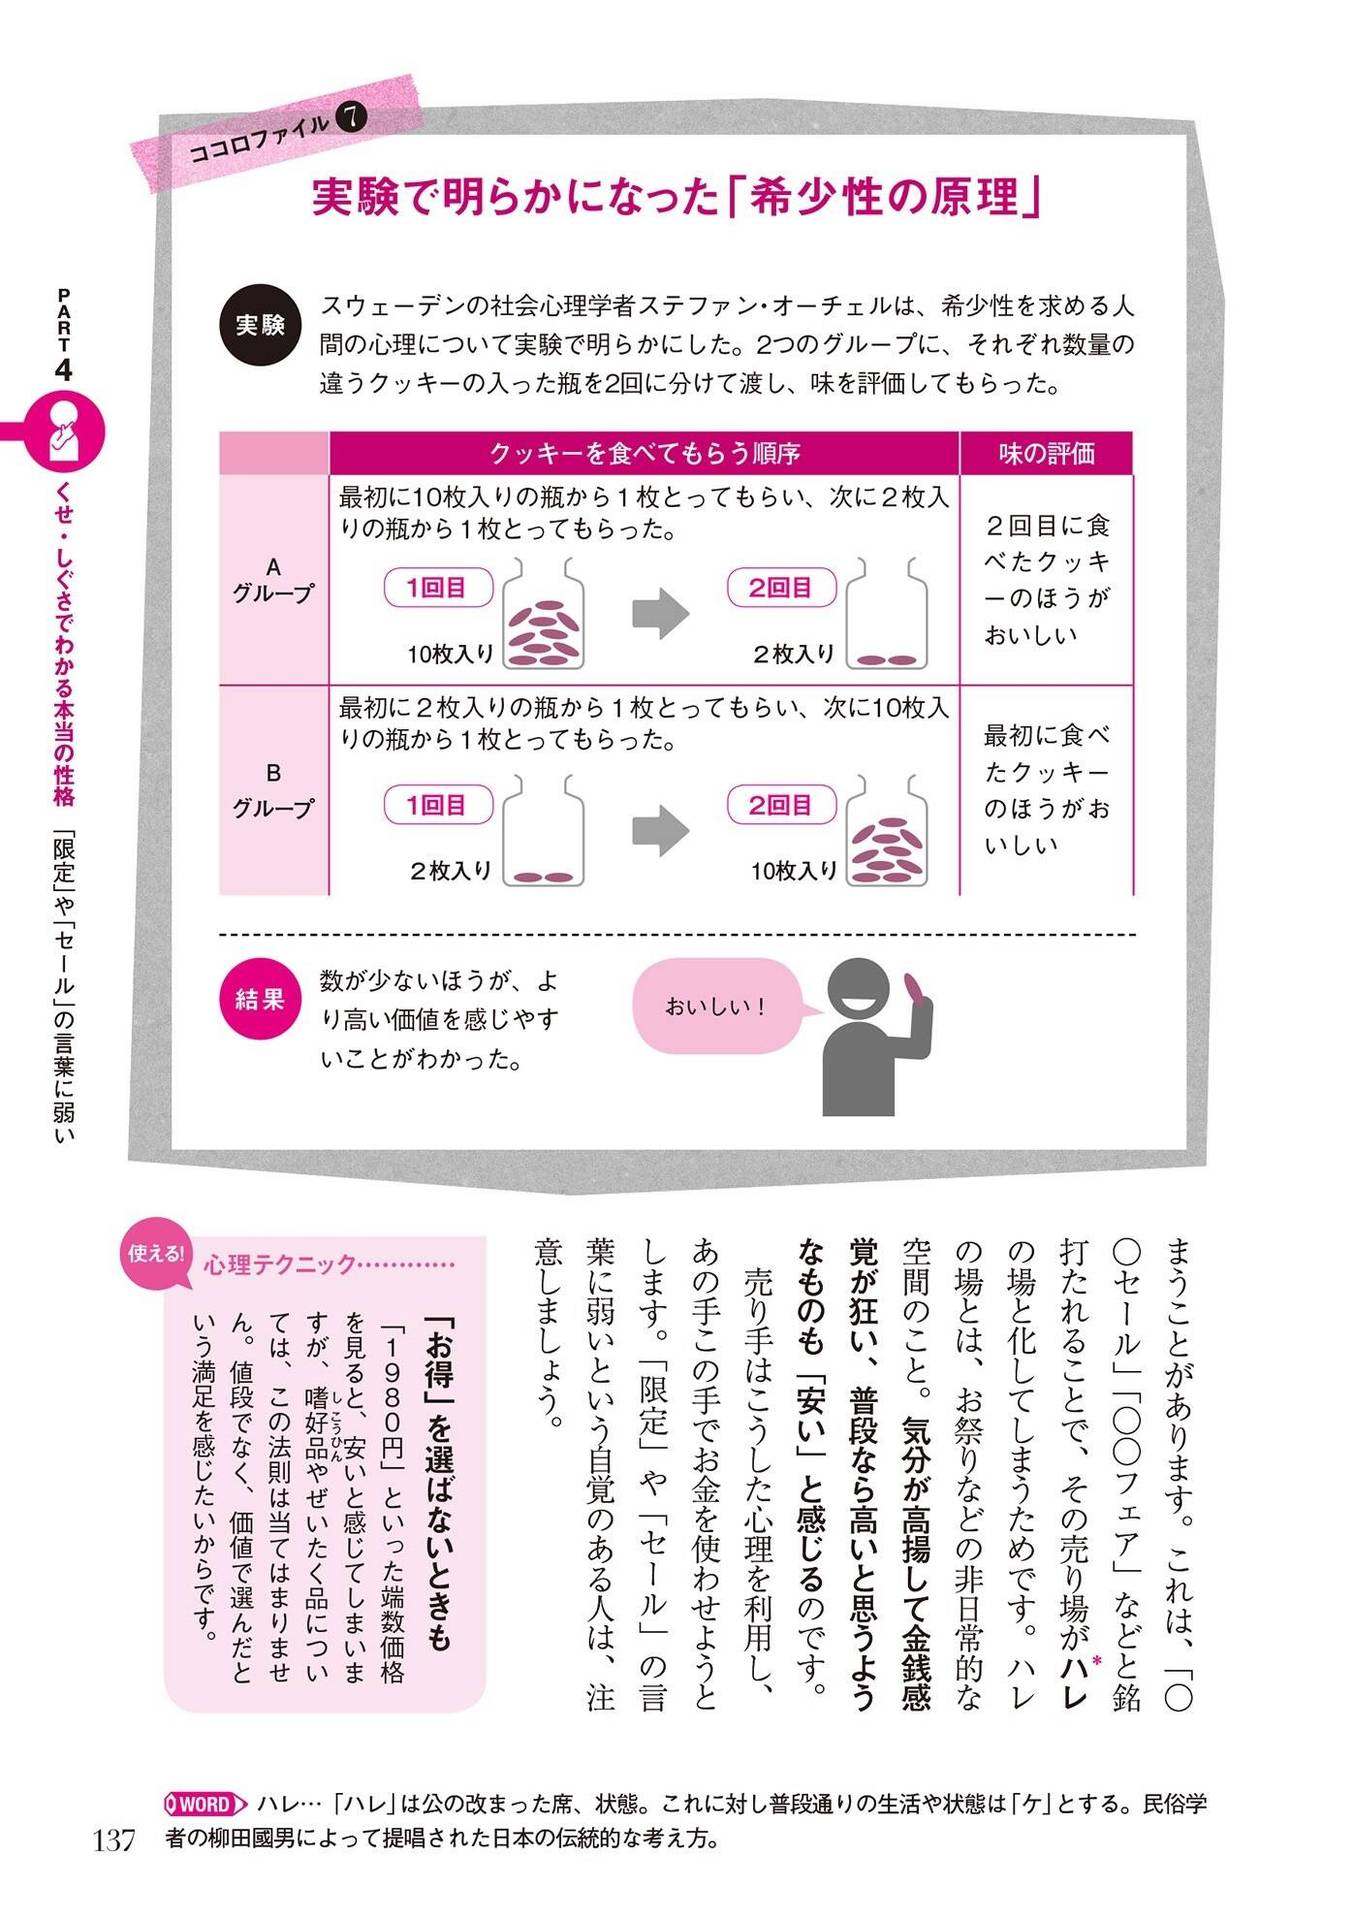 ココロファイル 7
実験で明らかになった「希少性の原理」
実験
スウェーデンの社会心理学者ステファン・オーチェルは、希少性を求める人
間の心理について実験で明らかにした。2つのグループに、それぞれ数量の
違うクッキーの入った瓶を2回に分けて渡し、味を評価してもらった。
クッキーを食べてもらう順序
味の評価
A
グループ
最初に10枚入りの瓶から1枚とってもらい、次に2枚入
りの瓶から1枚とってもらった。
1回目
10枚入り
2回目
2枚入り
2回目に食
べたクッキ
ーのほうが
おいしい
B
グループ
最初に2枚入りの瓶から1枚とってもらい、次に10枚入
りの瓶から1枚とってもらった。
1回目
2枚入り
2回目
10枚入り
最初に食べ
たクッキー
のほうがお
いしい
結果
数が少ないほうが、よ
り高い価値を感じやす
いことがわかった。
おいしい！
PART4
くせ・しぐさでわかる本当の性格 「限定」や「セール」の言葉に弱い
まうことがあります。これは、「〇
〇セール」「〇〇フェア」などと銘
打たれることで、その売り場がハレ*
の場と化してしまうためです。ハレ
の場とは、お祭りなどの非日常的な
空間のこと。気分が高揚して金銭感
覚が狂い、普段なら高いと思うよう
なものも「安い」と感じるのです。
売り手はこうした心理を利用し、
あの手この手でお金を使わせようと
します。「限定」や「セール」の言
葉に弱いという自覚のある人は、注
意しましょう。
使える!
心理テクニック…………
「お得」を選ばないときも
「1980円」といった端数価格
を見ると、安いと感じてしまいま
すが、嗜好品やぜいたく品につい
しこうひん
ては、この法則は当てはまりませ
ん。値段でなく、価値で選んだと
いう満足を感じたいからです。
WORD ハレ…「ハレ」は公の改まった席、状態。これに対し普段通りの生活や状態は「ケ」とする。民俗学
者の柳田國男によって提唱された日本の伝統的な考え方。
137